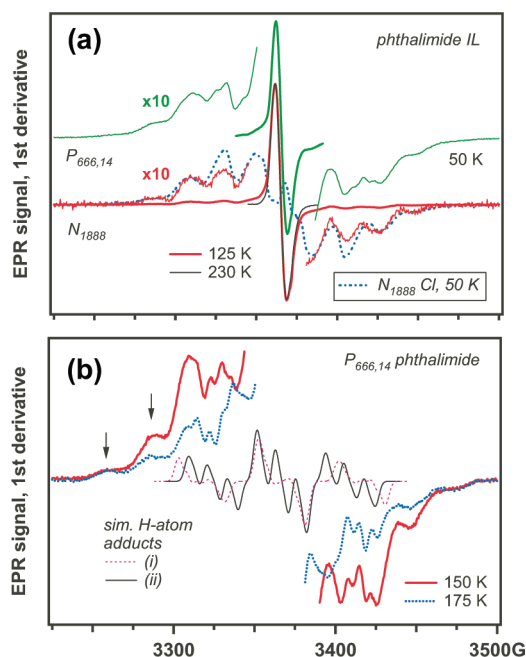 (a)
phthalimide IL
x10
P666,14
x10
50 K
N1888
125 K
230 K
N1888 Cl, 50 K
EPR signal, 1st derivative
(b)
P666,14 phthalimide
sim. H-atom
adducts
(i)
(ii)
150 K
175 K
EPR signal, 1st derivative
3300 3400 3500G